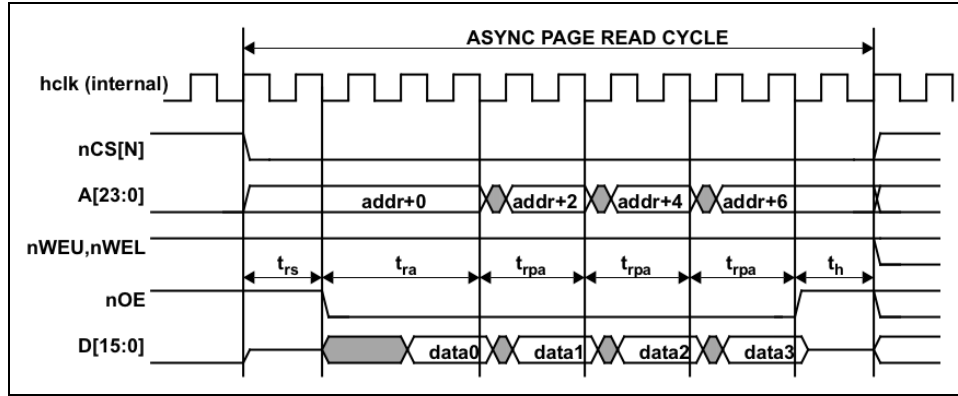 ASYNC PAGE READ CYCLE
hclk (internal)
nCS[N]
A[23:0] addr+0 addr+2 addr+4 addr+6
nWEU,nWEL
trs tra trpa trpa trpa th
nOE
D[15:0] data0 data1 data2 data3